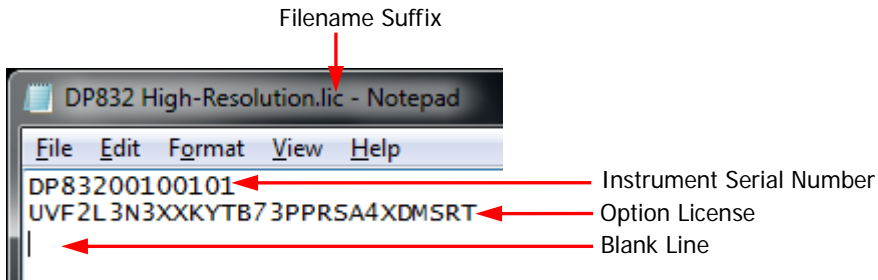 Filename Suffix
DP832 High-Resolution.lic - Notepad
File Edit Format View Help
DP83200100101 Instrument Serial Number
UVF2L3N3XXKYTB73PPRSA4XDMSRT Option License
Blank Line